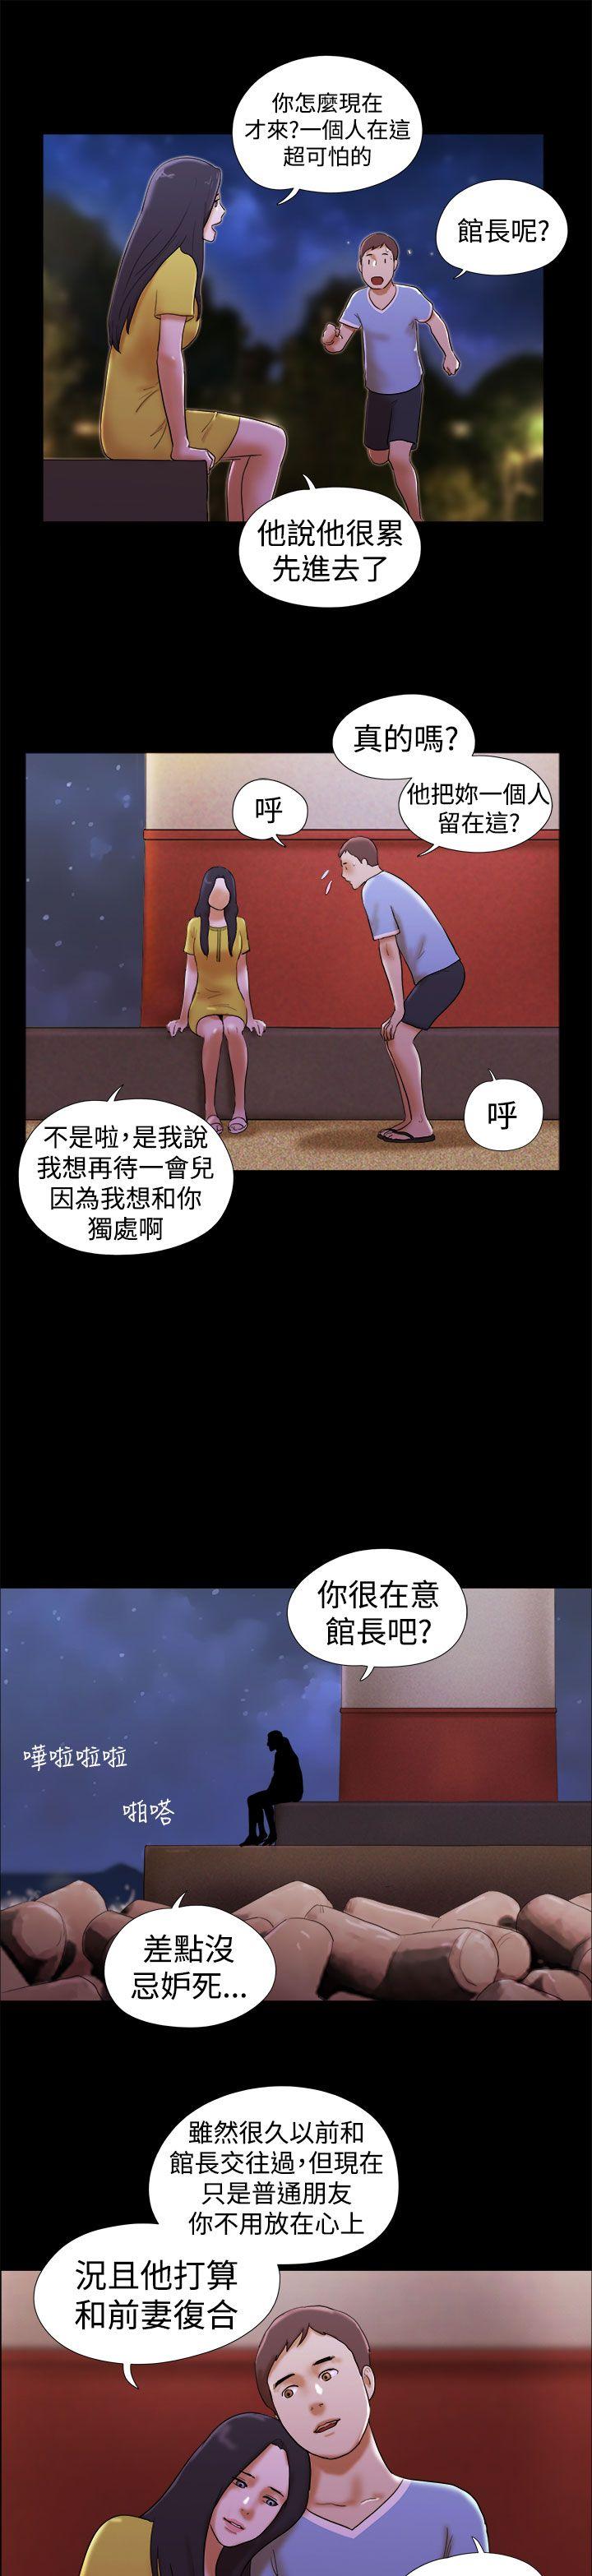 你怎麼現在
才來?一個人在這
超可怕的
館長呢?
他說他很累
先進去了
真的嗎?
他把妳一個人
留在這?
呼
呼
不是啦,是我說
我想再待一會兒
因為我想和你
獨處啊
你很在意
館長吧?
嘩啦啦啦
啪嗒
差點沒
忌妒死...
雖然很久以前和
館長交往過,但現在
只是普通朋友
你不用放在心上
況且他打算
和前妻復合